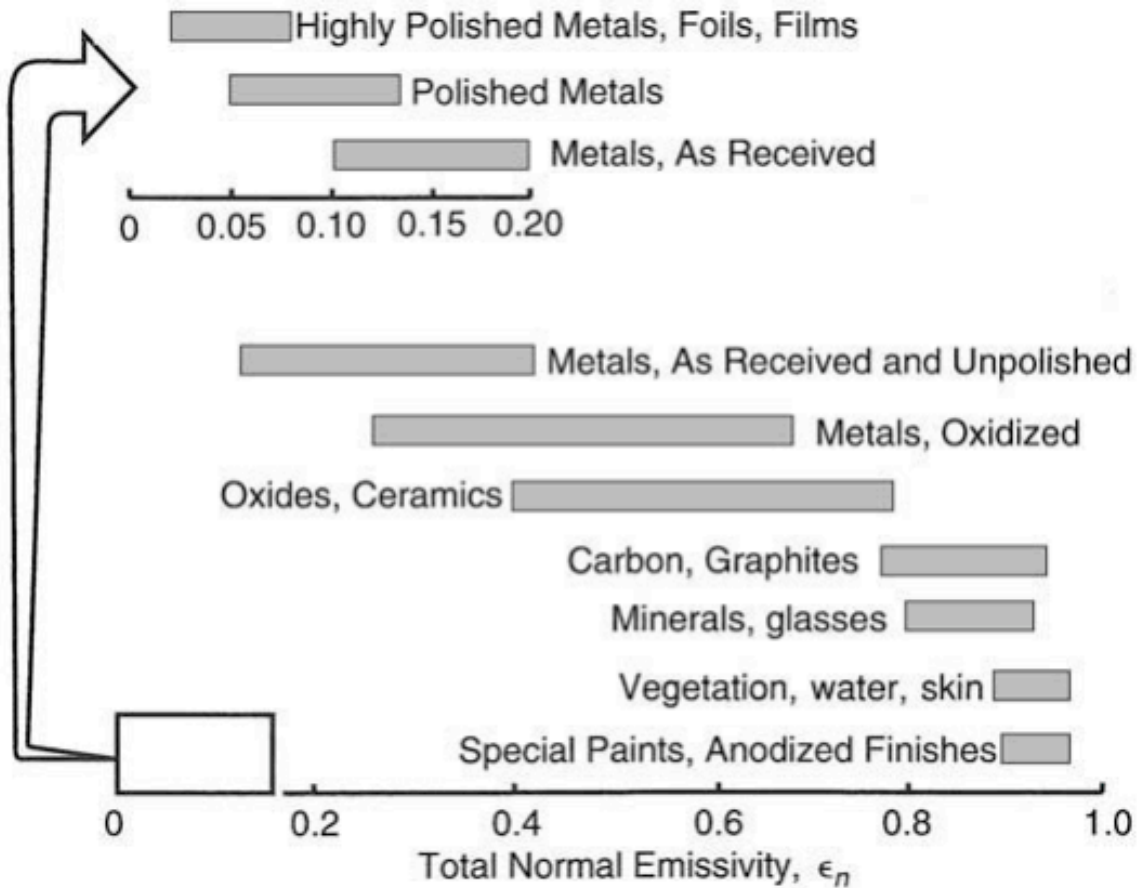 Highly Polished Metals, Foils, Films
Polished Metals
Metals, As Received
0 0.05 0.10 0.15 0.20
Metals, As Received and Unpolished
Metals, Oxidized
Oxides, Ceramics
Carbon, Graphites
Minerals, glasses
Vegetation, water, skin
Special Paints, Anodized Finishes
0 0.2 0.4 0.6 0.8 1.0
Total Normal Emissivity, ϵₙ